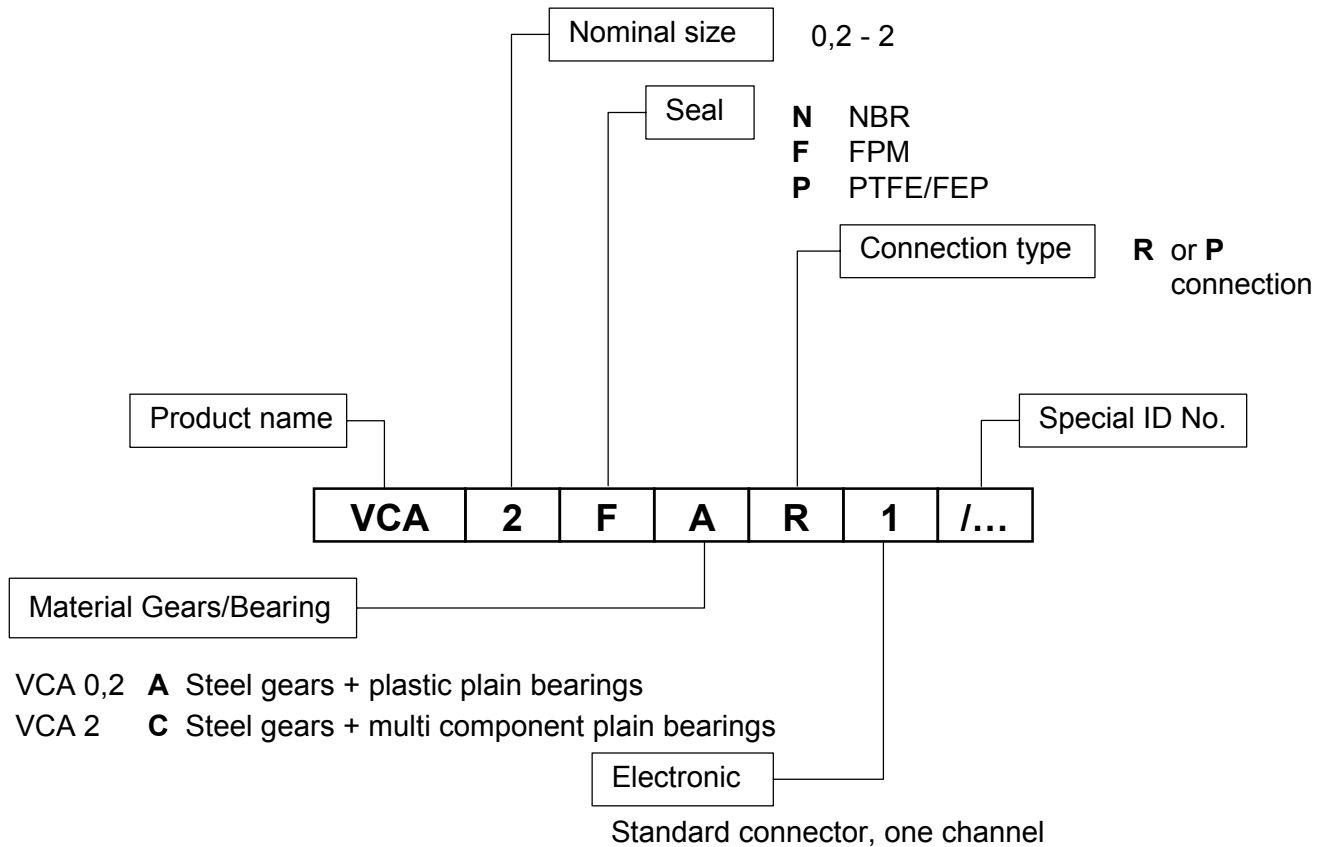 Nominal size 0,2 - 2
Seal N NBR
F FPM
P PTFE/FEP
Connection type R or P
connection
Product name Special ID No.
VCA 2 F A R 1 /...
Material Gears/Bearing
VCA 0,2 A Steel gears + plastic plain bearings
VCA 2 C Steel gears + multi component plain bearings
Electronic
Standard connector, one channel